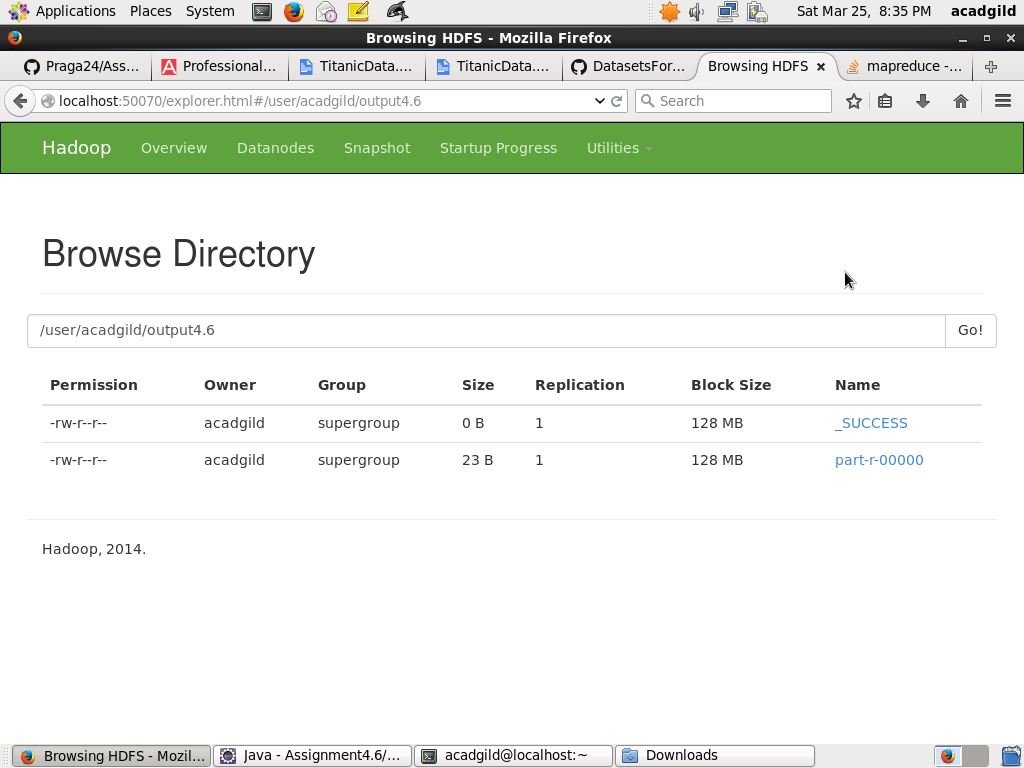 Applications Places System Sat Mar 25, 8:35 PM acadgild
Browsing HDFS - Mozilla Firefox
Praga24/Ass... Professional... TitanicData.... TitanicData.... DatasetsFor... Browsing HDFS mapreduce -...
localhost:50070/explorer.html#/user/acadgild/output4.6 Search
Hadoop Overview Datanodes Snapshot Startup Progress Utilities
Browse Directory
/user/acadgild/output4.6 Go!
Permission Owner Group Size Replication Block Size Name
-rw-r--r-- acadgild supergroup 0 B 1 128 MB _SUCCESS
-rw-r--r-- acadgild supergroup 23 B 1 128 MB part-r-00000
Hadoop, 2014.
Browsing HDFS - Mozil... Java - Assignment4.6/... acadgild@localhost:~ Downloads